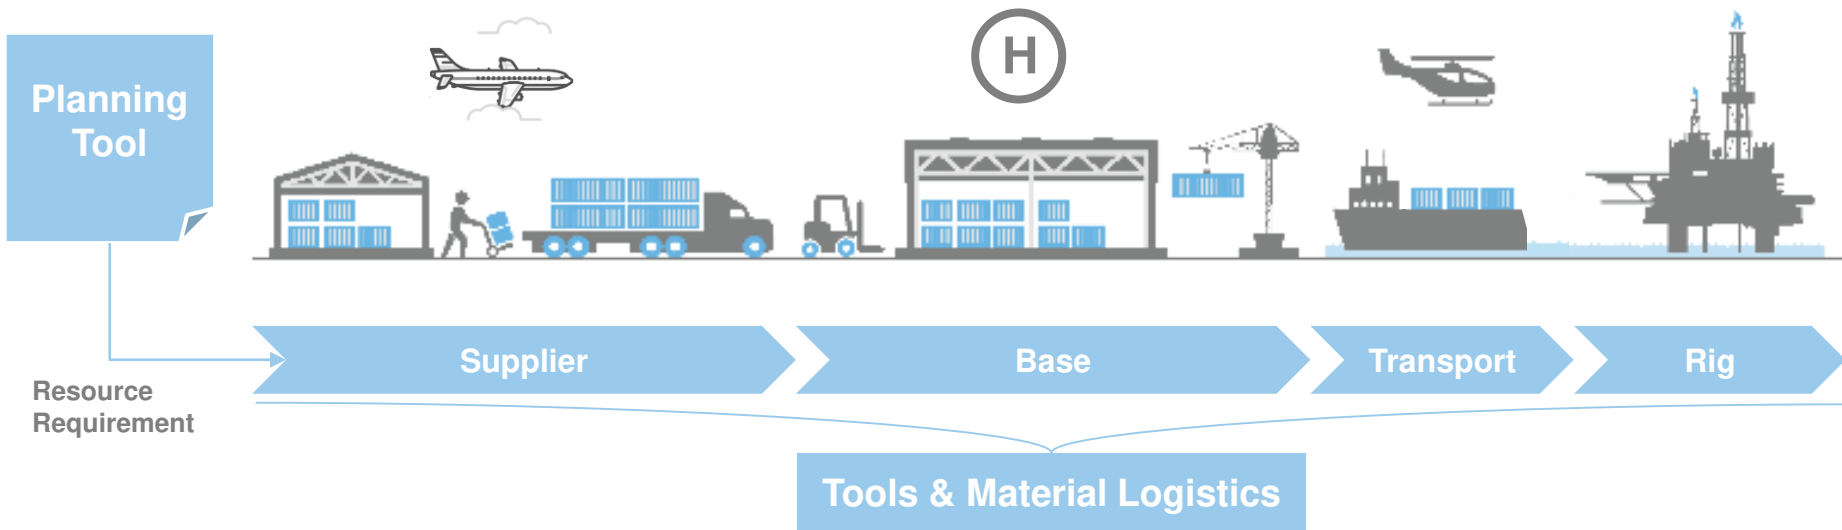 Planning
Tool
H
Supplier
Base
Transport
Rig
Resource
Requirement
Tools & Material Logistics